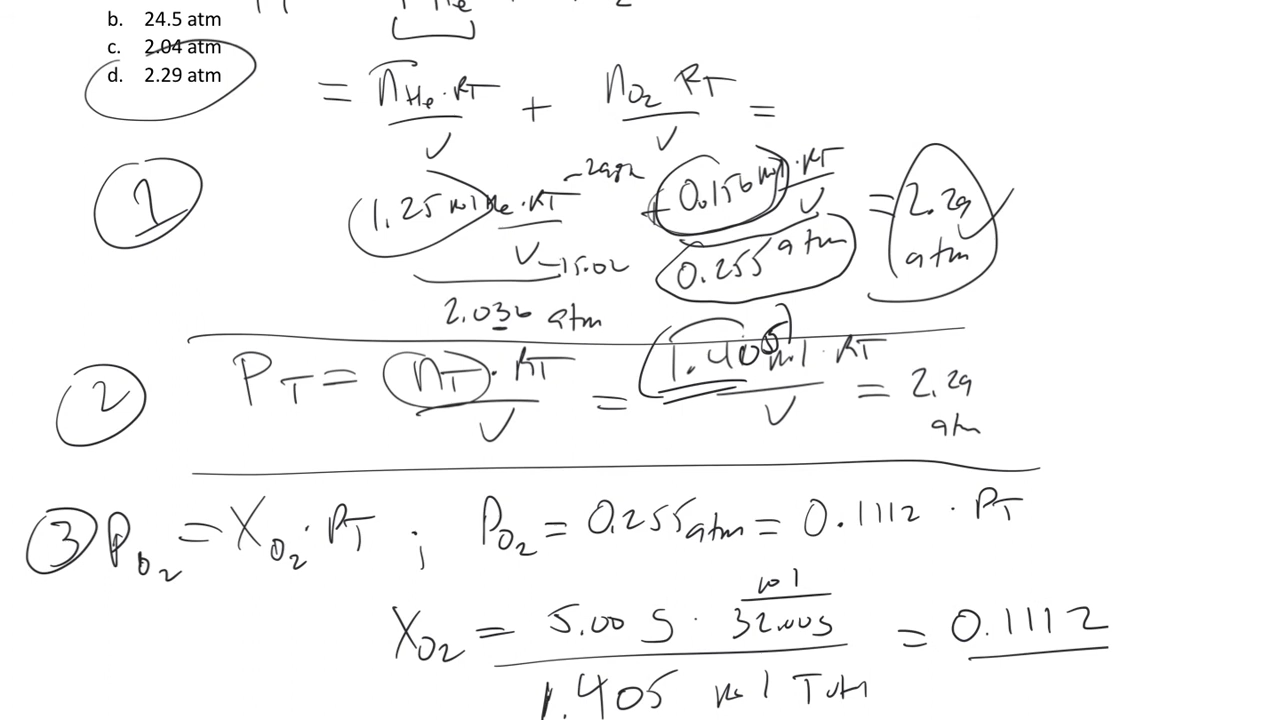 b. 24.5 atm
c. 2.04 atm
d. 2.29 atm
= nHe · RT / V + nO2 RT / V =
1
1.25 mol He · RT / V + 0.156 mol · RT / V = 2.29 atm
298K
15.0L
2.036 atm
0.255 atm
2
PT = nT · RT / V = 1.405 mol · RT / V = 2.29 atm
3 PO2 = XO2 · PT ; PO2 = 0.255 atm = 0.1112 · PT
XO2 = 5.00 g · mol / 32.00g / 1.405 mol Total = 0.1112